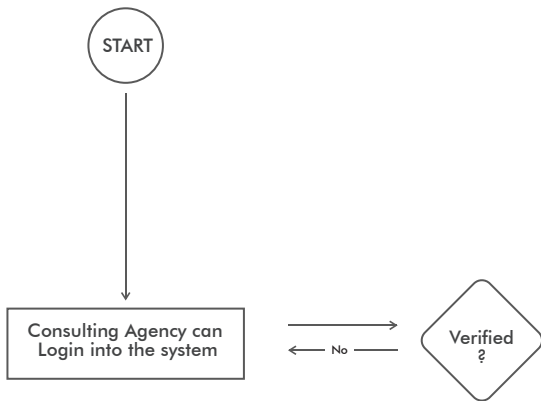 START
Consulting Agency can
Login into the system
No
Verified
?